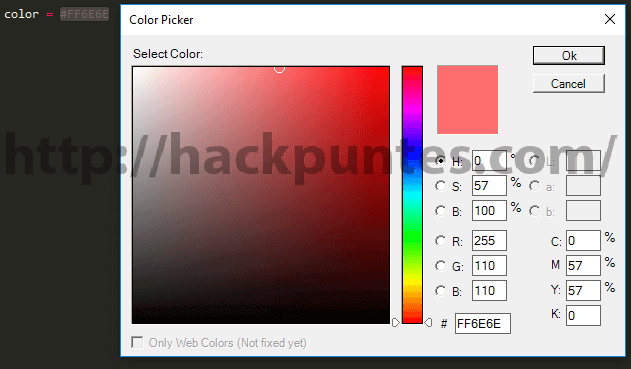 color = #FF6E6E
Color Picker
Select Color:
Ok
Cancel
http://hackpuntes.com/
H: 0 °
S: 57 %
B: 100 %
R: 255
G: 110
B: 110
# FF6E6E
L:
a:
b:
C: 0 %
M 57 %
Y: 57 %
K: 0
Only Web Colors (Not fixed yet)